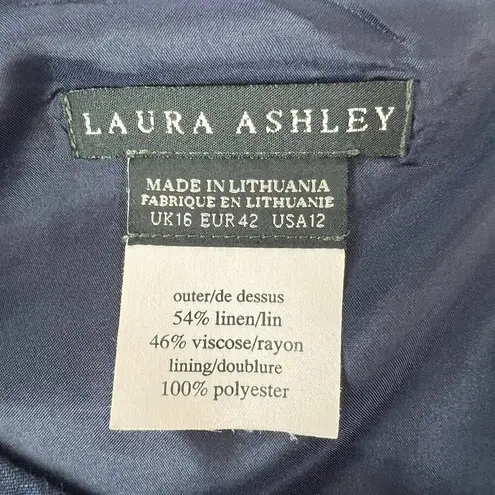 LAURA ASHLEY
MADE IN LITHUANIA
FABRIQUE EN LITHUANIE
UK16 EUR42 USA12
outer/de dessus
54% linen/lin
46% viscose/rayon
lining/doublure
100% polyester